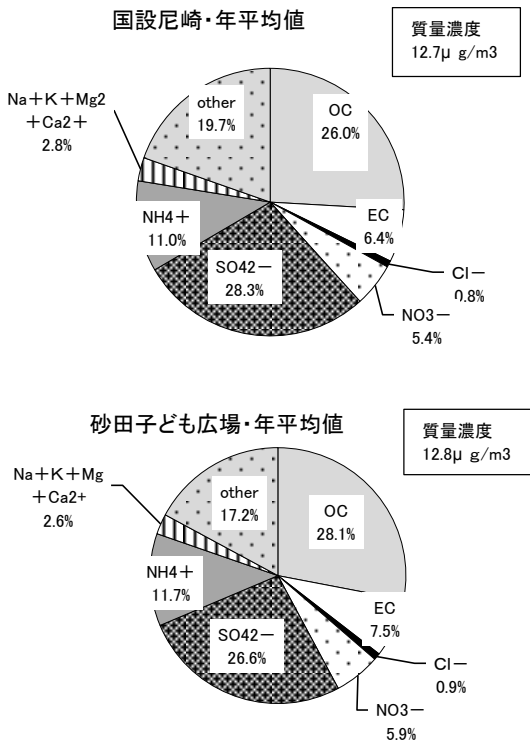 国設尼崎・年平均値
質量濃度
12.7μ g/m3
Na＋K＋Mg2
＋Ca2＋
2.8%
other
19.7%
OC
26.0%
NH4＋
11.0%
EC
6.4%
SO42－
28.3%
Cl－
0.8%
NO3－
5.4%
砂田子ども広場・年平均値
質量濃度
12.8μ g/m3
Na＋K＋Mg
＋Ca2+
2.6%
other
17.2%
OC
28.1%
NH4＋
11.7%
EC
7.5%
SO42－
26.6%
Cl－
0.9%
NO3－
5.9%